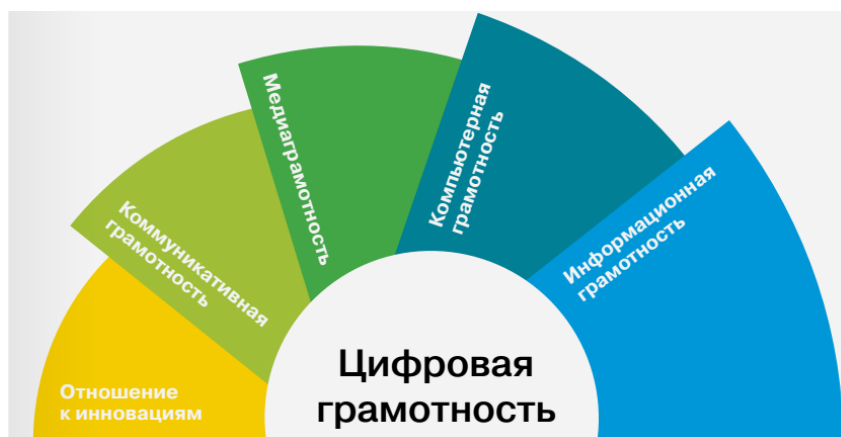 Отношение
к инновациям
Коммуникативная
грамотность
Медиаграмотность
Компьютерная
грамотность
Информационная
грамотность
Цифровая
грамотность